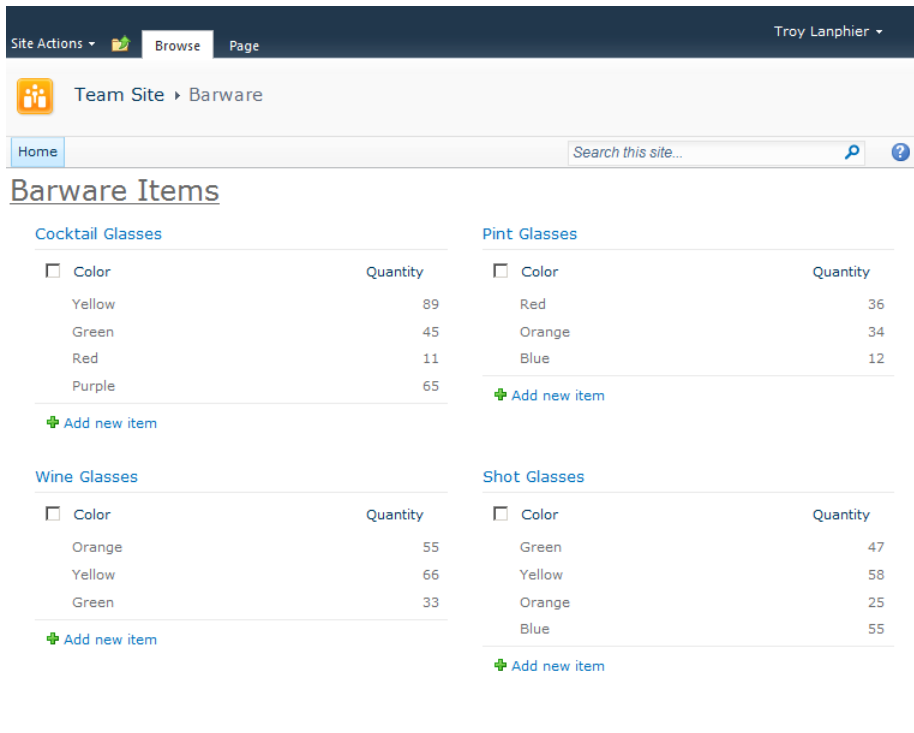 Troy Lanphier
Site Actions Browse Page
Team Site Barware
Home Search this site... ?
Barware Items
Cocktail Glasses
Color Quantity
Yellow 89
Green 45
Red 11
Purple 65
Add new item
Pint Glasses
Color Quantity
Red 36
Orange 34
Blue 12
Add new item
Wine Glasses
Color Quantity
Orange 55
Yellow 66
Green 33
Add new item
Shot Glasses
Color Quantity
Green 47
Yellow 58
Orange 25
Blue 55
Add new item